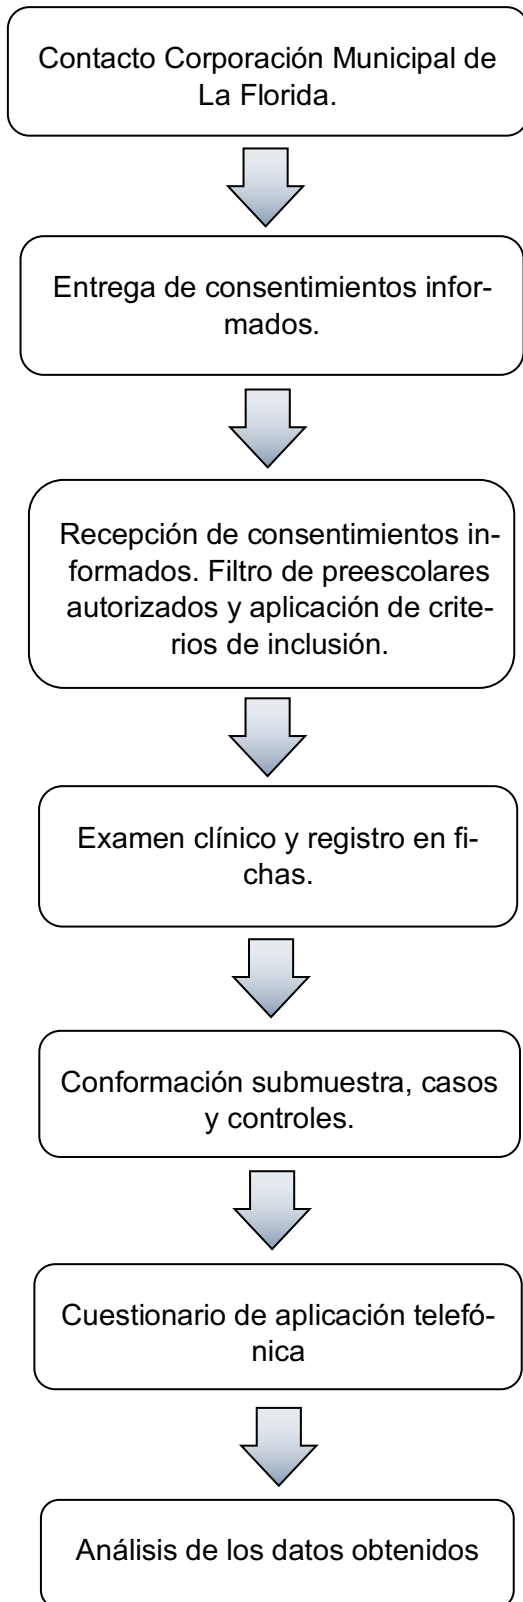 Contacto Corporación Municipal de
La Florida.
Entrega de consentimientos infor-
mados.
Recepción de consentimientos in-
formados. Filtro de preescolares
autorizados y aplicación de crite-
rios de inclusión.
Examen clínico y registro en fi-
chas.
Conformación submuestra, casos
y controles.
Cuestionario de aplicación telefó-
nica
Análisis de los datos obtenidos